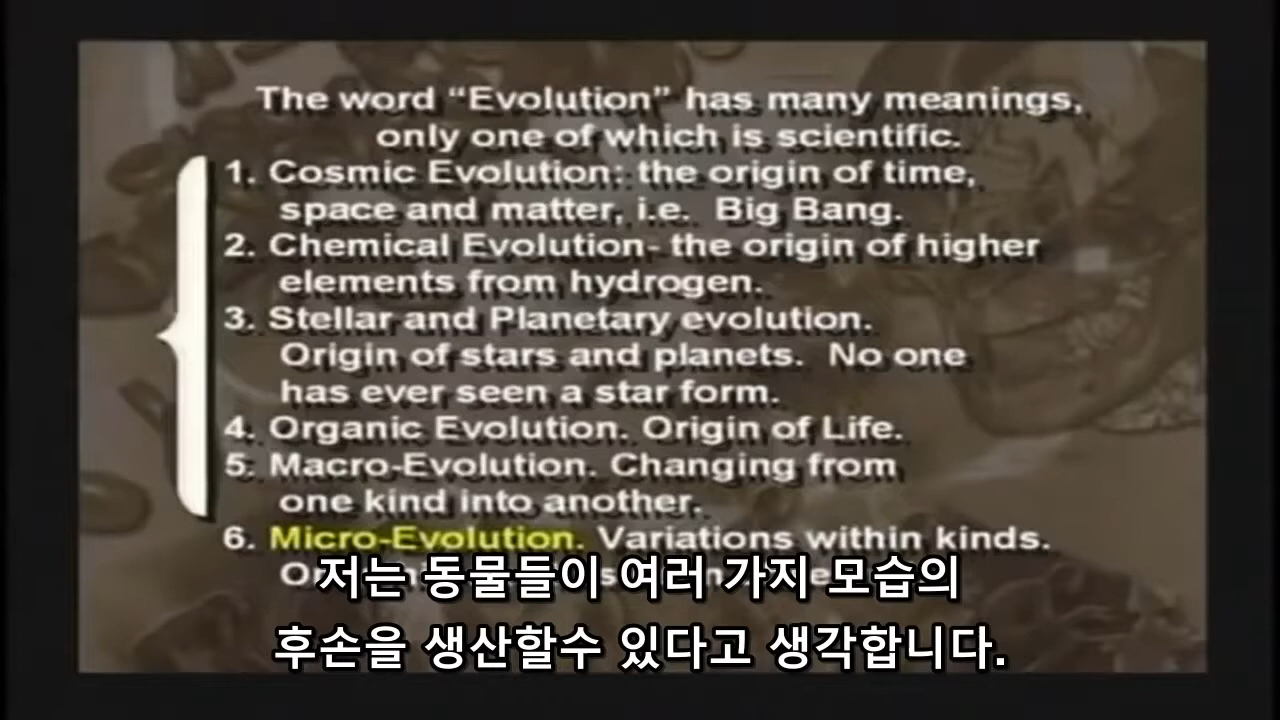 The word “Evolution” has many meanings,
only one of which is scientific.
1. Cosmic Evolution: the origin of time,
space and matter, i.e. Big Bang.
2. Chemical Evolution- the origin of higher
elements from hydrogen.
3. Stellar and Planetary evolution.
Origin of stars and planets. No one
has ever seen a star form.
4. Organic Evolution. Origin of Life.
5. Macro-Evolution. Changing from
one kind into another.
6. Micro-Evolution. Variations within kinds.
저는 동물들이 여러 가지 모습의
후손을 생산할수 있다고 생각합니다.